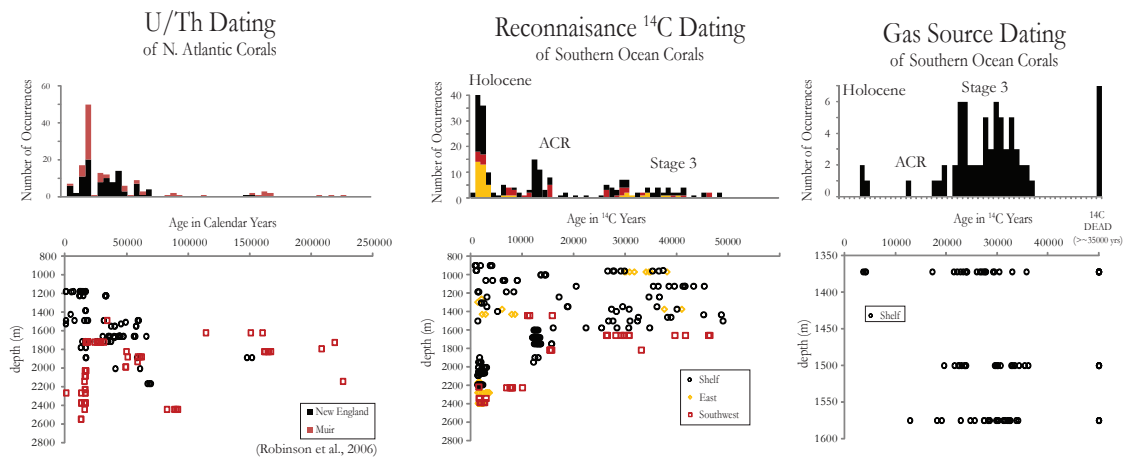 U/Th Dating
of N. Atlantic Corals
Number of Occurrences
60
40
20
0
Age in Calendar Years
0
50000
100000
150000
200000
250000
depth (m)
800
1000
1200
1400
1600
1800
2000
2200
2400
2600
2800
New England
Muir
(Robinson et al., 2006)
Reconnaisance 14C Dating
of Southern Ocean Corals
Holocene
ACR
Stage 3
Number of Occurrences
40
30
20
10
0
Age in 14C Years
0
10000
20000
30000
40000
50000
depth (m)
800
1000
1200
1400
1600
1800
2000
2200
2400
2600
2800
Shelf
East
Southwest
Gas Source Dating
of Southern Ocean Corals
Holocene
Stage 3
ACR
Number of Occurrences
6
4
2
0
Age in 14C Years
14C
DEAD
(>~35000 yrs)
0
10000
20000
30000
40000
depth (m)
1350
1400
1450
1500
1550
1600
Shelf